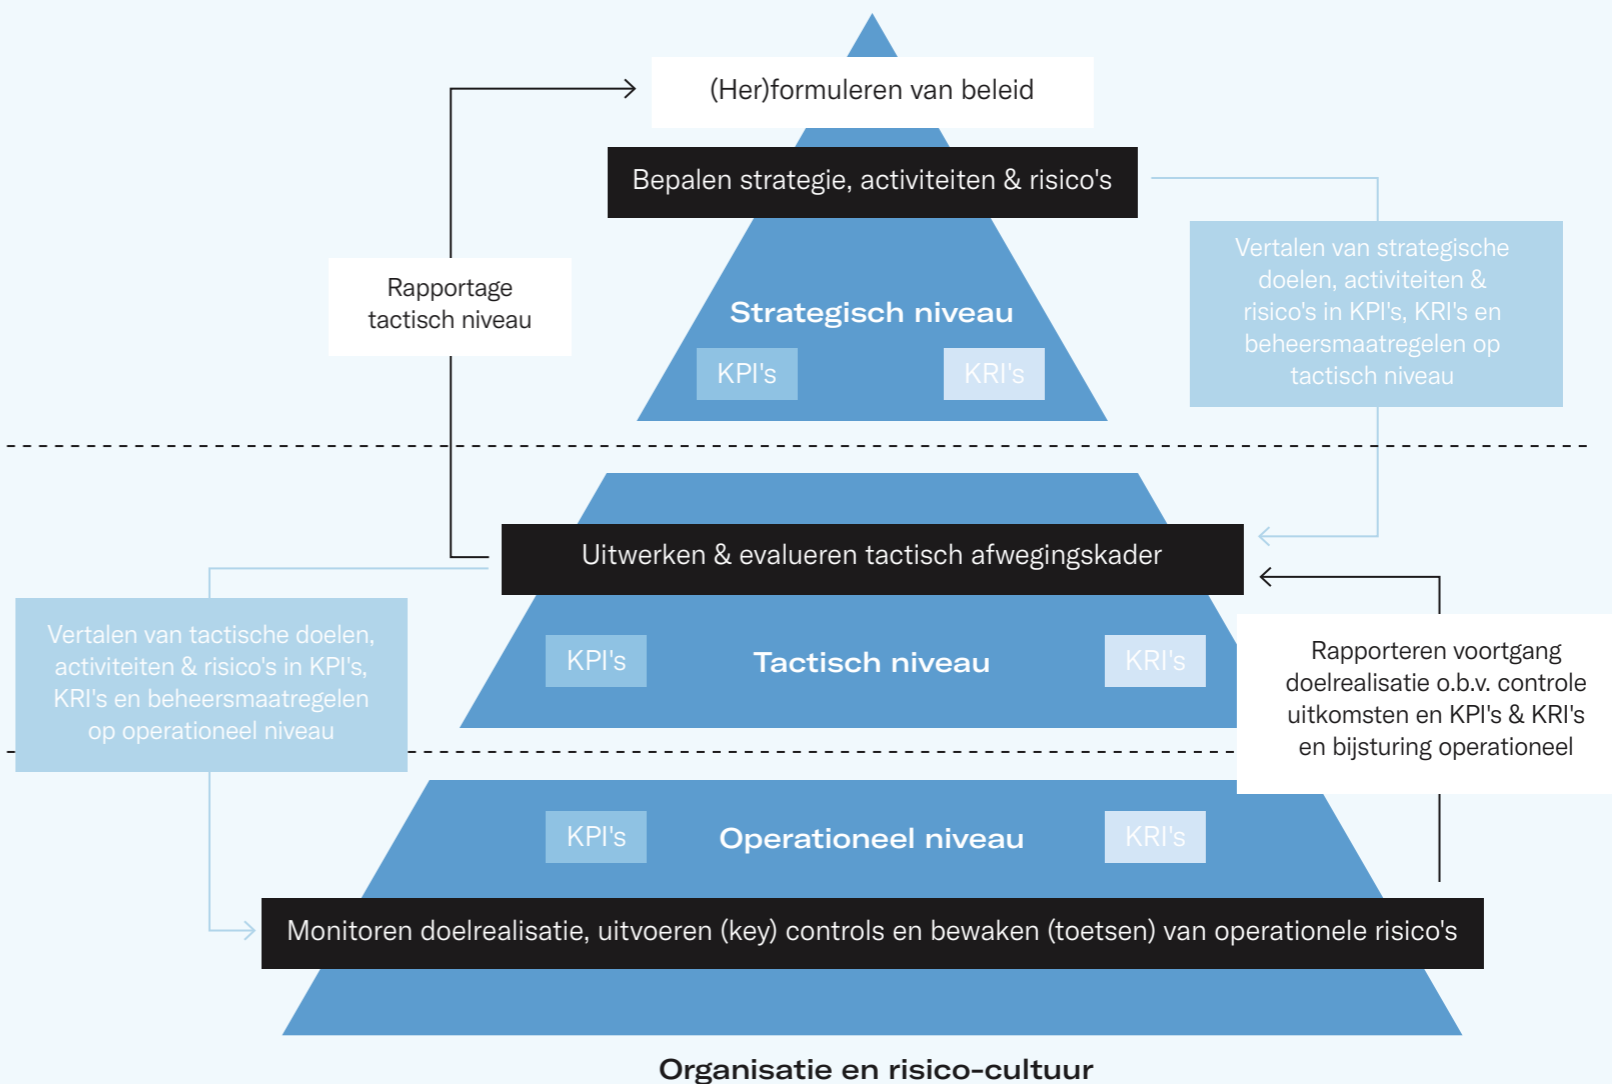 (Her)formuleren van beleid
Bepalen strategie, activiteiten & risico's
Rapportage
tactisch niveau
Vertalen van strategische
doelen, activiteiten &
risico's in KPI's, KRI's en
beheersmaatregelen op
tactisch niveau
Strategisch niveau
KPI's
KRI's
Uitwerken & evalueren tactisch afwegingskader
Vertalen van tactische doelen,
activiteiten & risico's in KPI's,
KRI's en beheersmaatregelen
op operationeel niveau
KPI's
Tactisch niveau
KRI's
Rapporteren voortgang
doelrealisatie o.b.v. controle
uitkomsten en KPI's & KRI's
en bijsturing operationeel
KPI's
Operationeel niveau
KRI's
Monitoren doelrealisatie, uitvoeren (key) controls en bewaken (toetsen) van operationele risico's
Organisatie en risico-cultuur